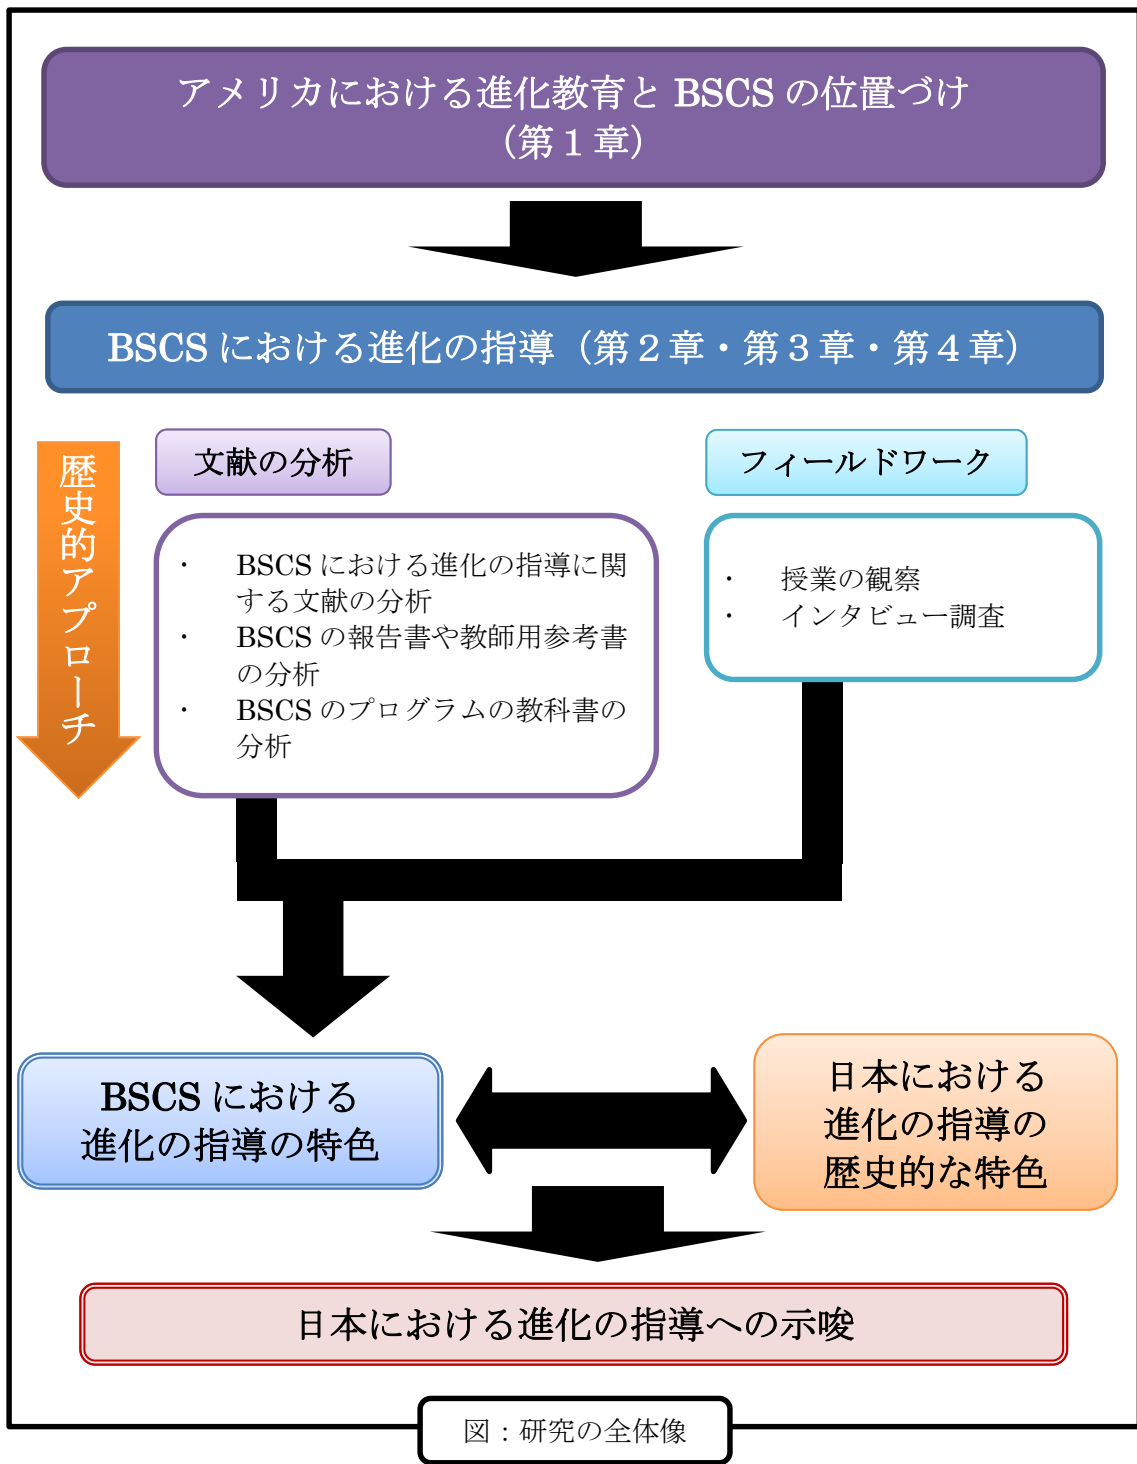 アメリカにおける進化教育と BSCS の位置づけ
（第１章）
BSCS における進化の指導（第２章・第３章・第４章）
歴史的アプローチ
文献の分析
・ BSCS における進化の指導に関
する文献の分析
・ BSCS の報告書や教師用参考書
の分析
・ BSCS のプログラムの教科書の
分析
フィールドワーク
・ 授業の観察
・ インタビュー調査
BSCS における
進化の指導の特色
日本における
進化の指導の
歴史的な特色
日本における進化の指導への示唆
図：研究の全体像